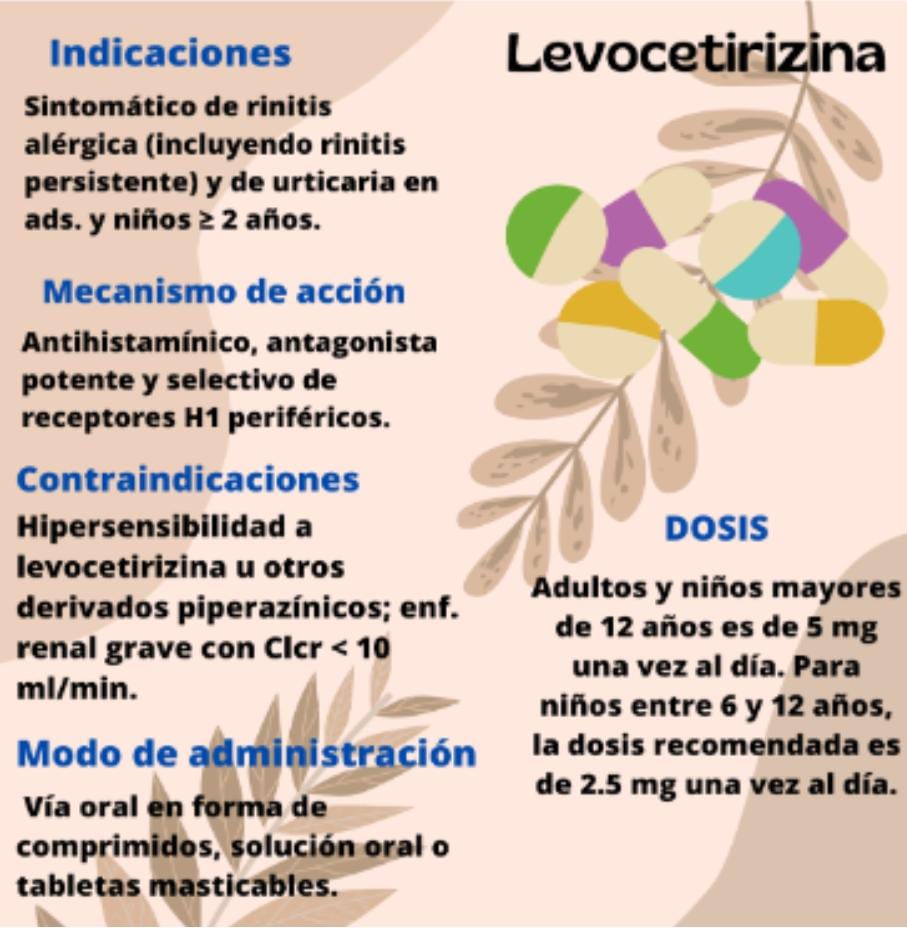 Levocetirizina
Indicaciones
Sintomático de rinitis
alérgica (incluyendo rinitis
persistente) y de urticaria en
ads. y niños ≥ 2 años.
Mecanismo de acción
Antihistamínico, antagonista
potente y selectivo de
receptores H1 periféricos.
Contraindicaciones
Hipersensibilidad a
levocetirizina u otros
derivados piperazínicos; enf.
renal grave con Clcr < 10
ml/min.
Modo de administración
Vía oral en forma de
comprimidos, solución oral o
tabletas masticables.
DOSIS
Adultos y niños mayores
de 12 años es de 5 mg
una vez al día. Para
niños entre 6 y 12 años,
la dosis recomendada es
de 2.5 mg una vez al día.